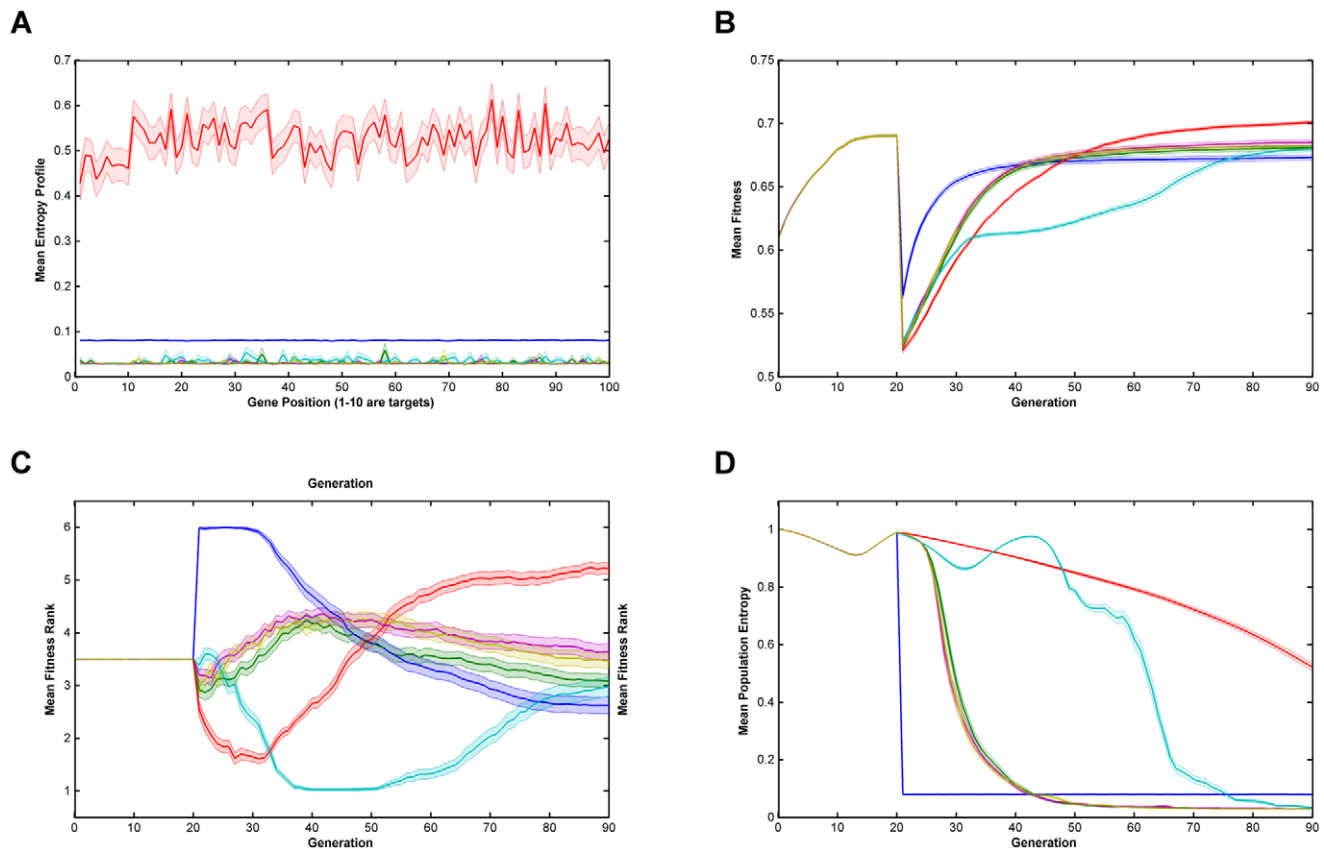 A
0.7
0.6
0.5
0.4
0.3
0.2
0.1
0
0 10 20 30 40 50 60 70 80 90 100
Mean Entropy Profile
Gene Position (1-10 are targets)
B
0.75
0.7
0.65
0.6
0.55
0.5
0 10 20 30 40 50 60 70 80 90
Mean Fitness
Generation
C
Generation
6
5
4
3
2
1
0 10 20 30 40 50 60 70 80 90
Mean Fitness Rank
Mean Fitness Rank
Generation
D
1
0.8
0.6
0.4
0.2
0
0 10 20 30 40 50 60 70 80 90
Mean Population Entropy
Generation